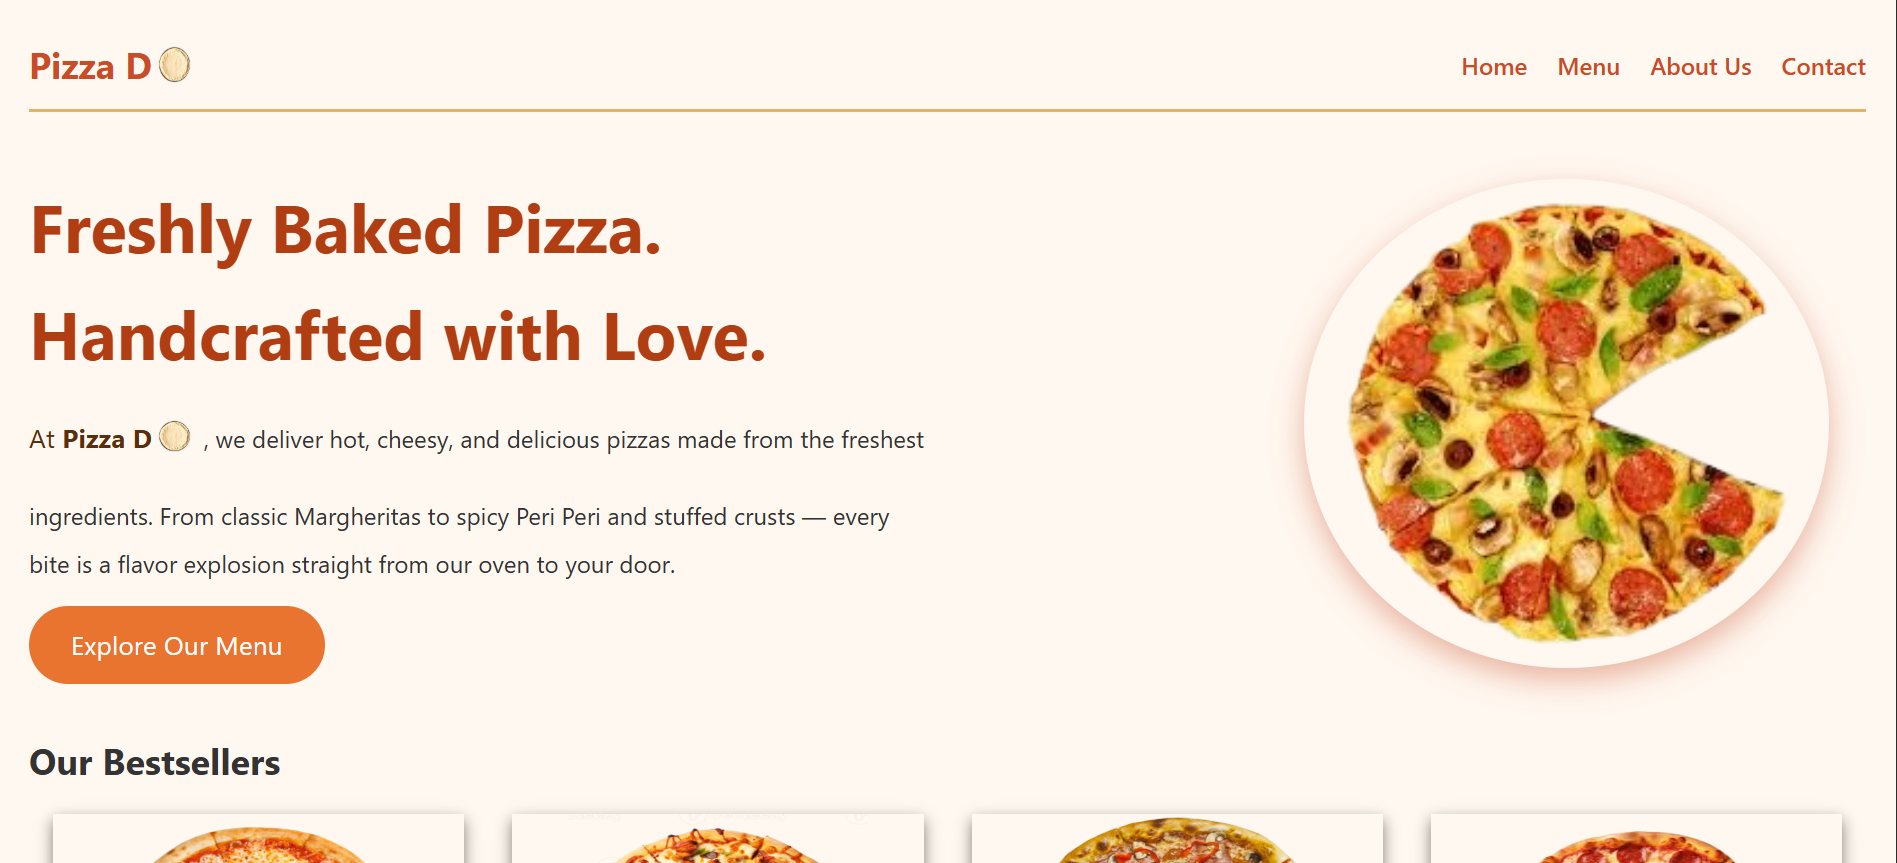 Pizza D
Home Menu About Us Contact
Freshly Baked Pizza.
Handcrafted with Love.
At Pizza D , we deliver hot, cheesy, and delicious pizzas made from the freshest
ingredients. From classic Margheritas to spicy Peri Peri and stuffed crusts — every
bite is a flavor explosion straight from our oven to your door.
Explore Our Menu
Our Bestsellers